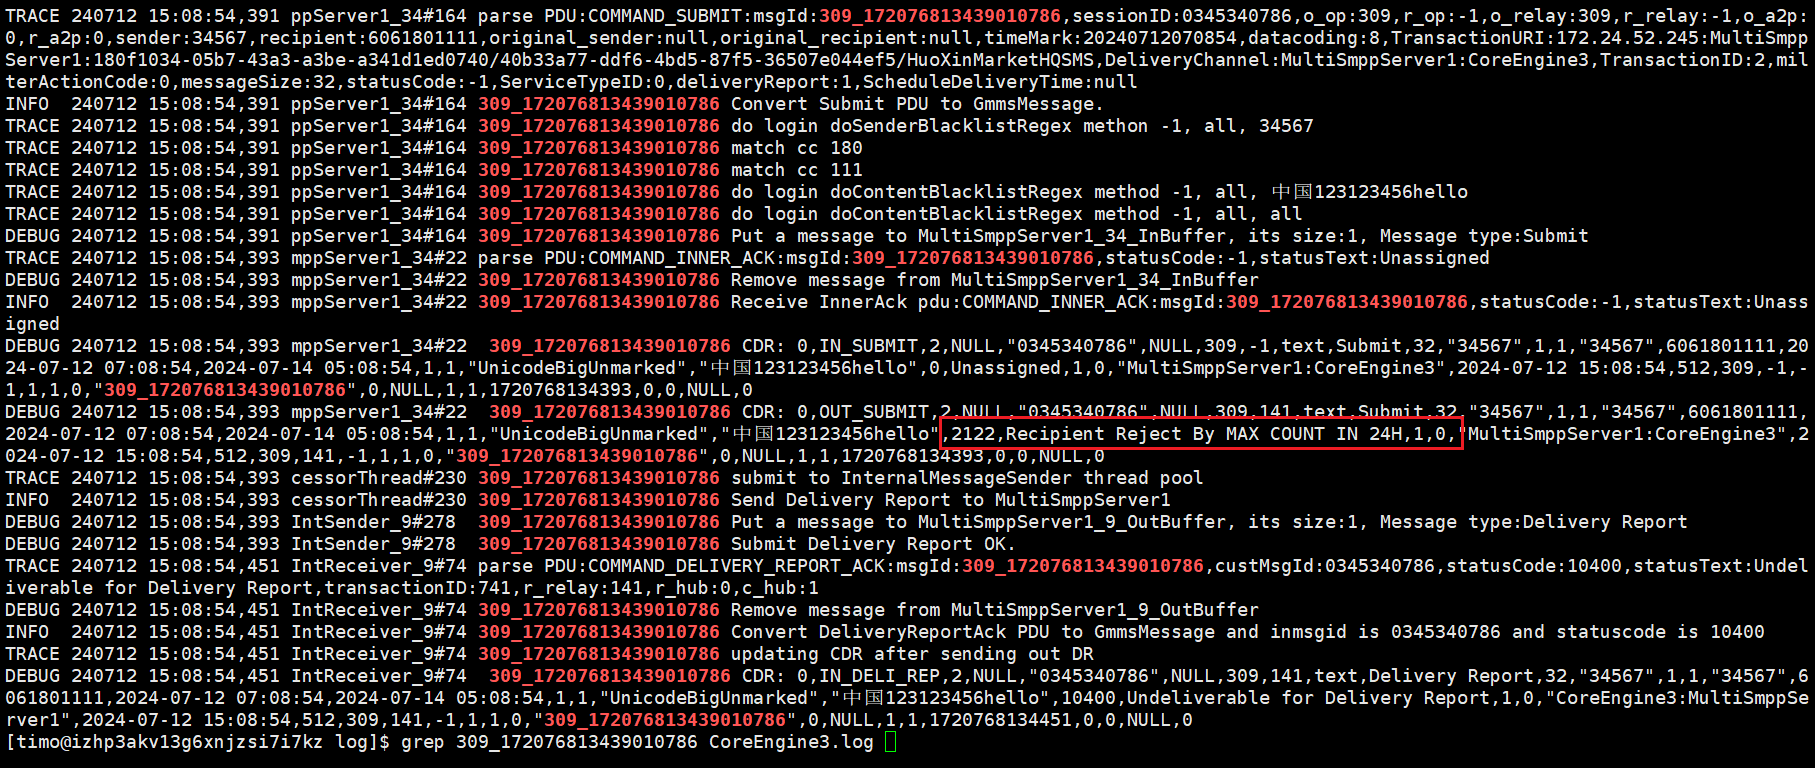 TRACE 240712 15:08:54,391 ppServer1_34#164 parse PDU:COMMAND_SUBMIT:msgId:309_172076813439010786,sessionID:0345340786,o_op:309,r_op:-1,o_relay:309,r_relay:-1,o_a2p:
0,r_a2p:0,sender:34567,recipient:6061801111,original_sender:null,original_recipient:null,timeMark:20240712070854,datacoding:8,TransactionURI:172.24.52.245:MultiSmpp
Server1:180f1034-05b7-43a3-a3be-a341d1ed0740/40b33a77-ddf6-4bd5-87f5-36507e044ef5/HuoXinMarketHQSMS,DeliveryChannel:MultiSmppServer1:CoreEngine3,TransactionID:2,mil
terActionCode:0,messageSize:32,statusCode:-1,ServiceTypeID:0,deliveryReport:1,ScheduleDeliveryTime:null
INFO  240712 15:08:54,391 ppServer1_34#164 309_172076813439010786 Convert Submit PDU to GmmsMessage.
TRACE 240712 15:08:54,391 ppServer1_34#164 309_172076813439010786 do login doSenderBlacklistRegex methon -1, all, 34567
TRACE 240712 15:08:54,391 ppServer1_34#164 309_172076813439010786 match cc 180
TRACE 240712 15:08:54,391 ppServer1_34#164 309_172076813439010786 match cc 111
TRACE 240712 15:08:54,391 ppServer1_34#164 309_172076813439010786 do login doContentBlacklistRegex method -1, all, 中国123123456hello
TRACE 240712 15:08:54,391 ppServer1_34#164 309_172076813439010786 do login doContentBlacklistRegex method -1, all, all
DEBUG 240712 15:08:54,391 ppServer1_34#164 309_172076813439010786 Put a message to MultiSmppServer1_34_InBuffer, its size:1, Message type:Submit
TRACE 240712 15:08:54,393 mppServer1_34#22 parse PDU:COMMAND_INNER_ACK:msgId:309_172076813439010786,statusCode:-1,statusText:Unassigned
DEBUG 240712 15:08:54,393 mppServer1_34#22 309_172076813439010786 Remove message from MultiSmppServer1_34_InBuffer
INFO  240712 15:08:54,393 mppServer1_34#22 309_172076813439010786 Receive InnerAck pdu:COMMAND_INNER_ACK:msgId:309_172076813439010786,statusCode:-1,statusText:Unass
igned
DEBUG 240712 15:08:54,393 mppServer1_34#22  309_172076813439010786 CDR: 0,IN_SUBMIT,2,NULL,"0345340786",NULL,309,-1,text,Submit,32,"34567",1,1,"34567",6061801111,20
24-07-12 07:08:54,2024-07-14 05:08:54,1,1,"UnicodeBigUnmarked","中国123123456hello",0,Unassigned,1,0,"MultiSmppServer1:CoreEngine3",2024-07-12 15:08:54,512,309,-1,-
1,1,1,0,"309_172076813439010786",0,NULL,1,1,1720768134393,0,0,NULL,0
DEBUG 240712 15:08:54,393 mppServer1_34#22  309_172076813439010786 CDR: 0,OUT_SUBMIT,2,NULL,"0345340786",NULL,309,141,text,Submit,32,"34567",1,1,"34567",6061801111,
2024-07-12 07:08:54,2024-07-14 05:08:54,1,1,"UnicodeBigUnmarked","中国123123456hello",2122,Recipient Reject By MAX COUNT IN 24H,1,0,"MultiSmppServer1:CoreEngine3",2
024-07-12 15:08:54,512,309,141,-1,1,1,0,"309_172076813439010786",0,NULL,1,1,1720768134393,0,0,NULL,0
TRACE 240712 15:08:54,393 cessorThread#230 309_172076813439010786 submit to InternalMessageSender thread pool
INFO  240712 15:08:54,393 cessorThread#230 309_172076813439010786 Send Delivery Report to MultiSmppServer1
DEBUG 240712 15:08:54,393 IntSender_9#278  309_172076813439010786 Put a message to MultiSmppServer1_9_OutBuffer, its size:1, Message type:Delivery Report
DEBUG 240712 15:08:54,393 IntSender_9#278  309_172076813439010786 Submit Delivery Report OK.
TRACE 240712 15:08:54,451 IntReceiver_9#74 parse PDU:COMMAND_DELIVERY_REPORT_ACK:msgId:309_172076813439010786,custMsgId:0345340786,statusCode:10400,statusText:Undel
iverable for Delivery Report,transactionID:741,r_relay:141,r_hub:0,c_hub:1
DEBUG 240712 15:08:54,451 IntReceiver_9#74 309_172076813439010786 Remove message from MultiSmppServer1_9_OutBuffer
INFO  240712 15:08:54,451 IntReceiver_9#74 309_172076813439010786 Convert DeliveryReportAck PDU to GmmsMessage and inmsgid is 0345340786 and statuscode is 10400
TRACE 240712 15:08:54,451 IntReceiver_9#74 309_172076813439010786 updating CDR after sending out DR
DEBUG 240712 15:08:54,451 IntReceiver_9#74  309_172076813439010786 CDR: 0,IN_DELI_REP,2,NULL,"0345340786",NULL,309,141,text,Delivery Report,32,"34567",1,1,"34567",6
061801111,2024-07-12 07:08:54,2024-07-14 05:08:54,1,1,"UnicodeBigUnmarked","中国123123456hello",10400,Undeliverable for Delivery Report,1,0,"CoreEngine3:MultiSmppSe
rver1",2024-07-12 15:08:54,512,309,141,-1,1,1,0,"309_172076813439010786",0,NULL,1,1,1720768134451,0,0,NULL,0
[timo@izhp3akv13g6xnjzsi7i7kz log]$ grep 309_172076813439010786 CoreEngine3.log